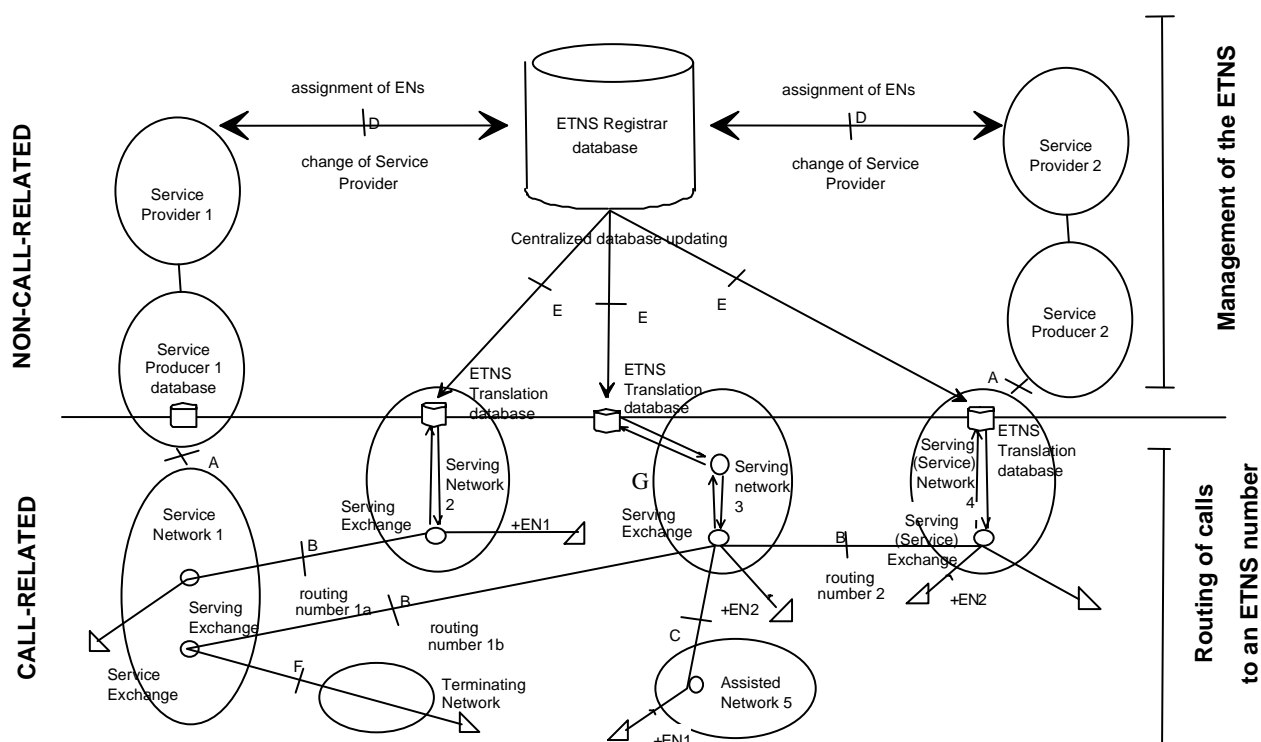 NON-CALL-RELATED
CALL-RELATED
Management of the ETNS
Routing of calls
to an ETNS number
assignment of ENs
D
change of Service
Provider
ETNS Registrar
database
assignment of ENs
D
change of Service
Provider
Service
Provider 1
Service
Provider 2
Centralized database updating
E
E
E
Service
Producer 1
database
Service
Producer 2
A
A
ETNS
Translation
database
ETNS
Translation
database
ETNS
Translation
database
Serving
Network
2
Serving
Exchange
+EN1
G
Serving
network
3
Serving
Exchange
Serving
(Service)
Network
4
Serving
(Service)
Exchange
Service
Network 1
B
routing
number 1a
B
routing
number 1b
B
routing
number 2
+EN2
+EN2
Serving
Exchange
Service
Exchange
F
Terminating
Network
C
Assisted
Network 5
+EN1